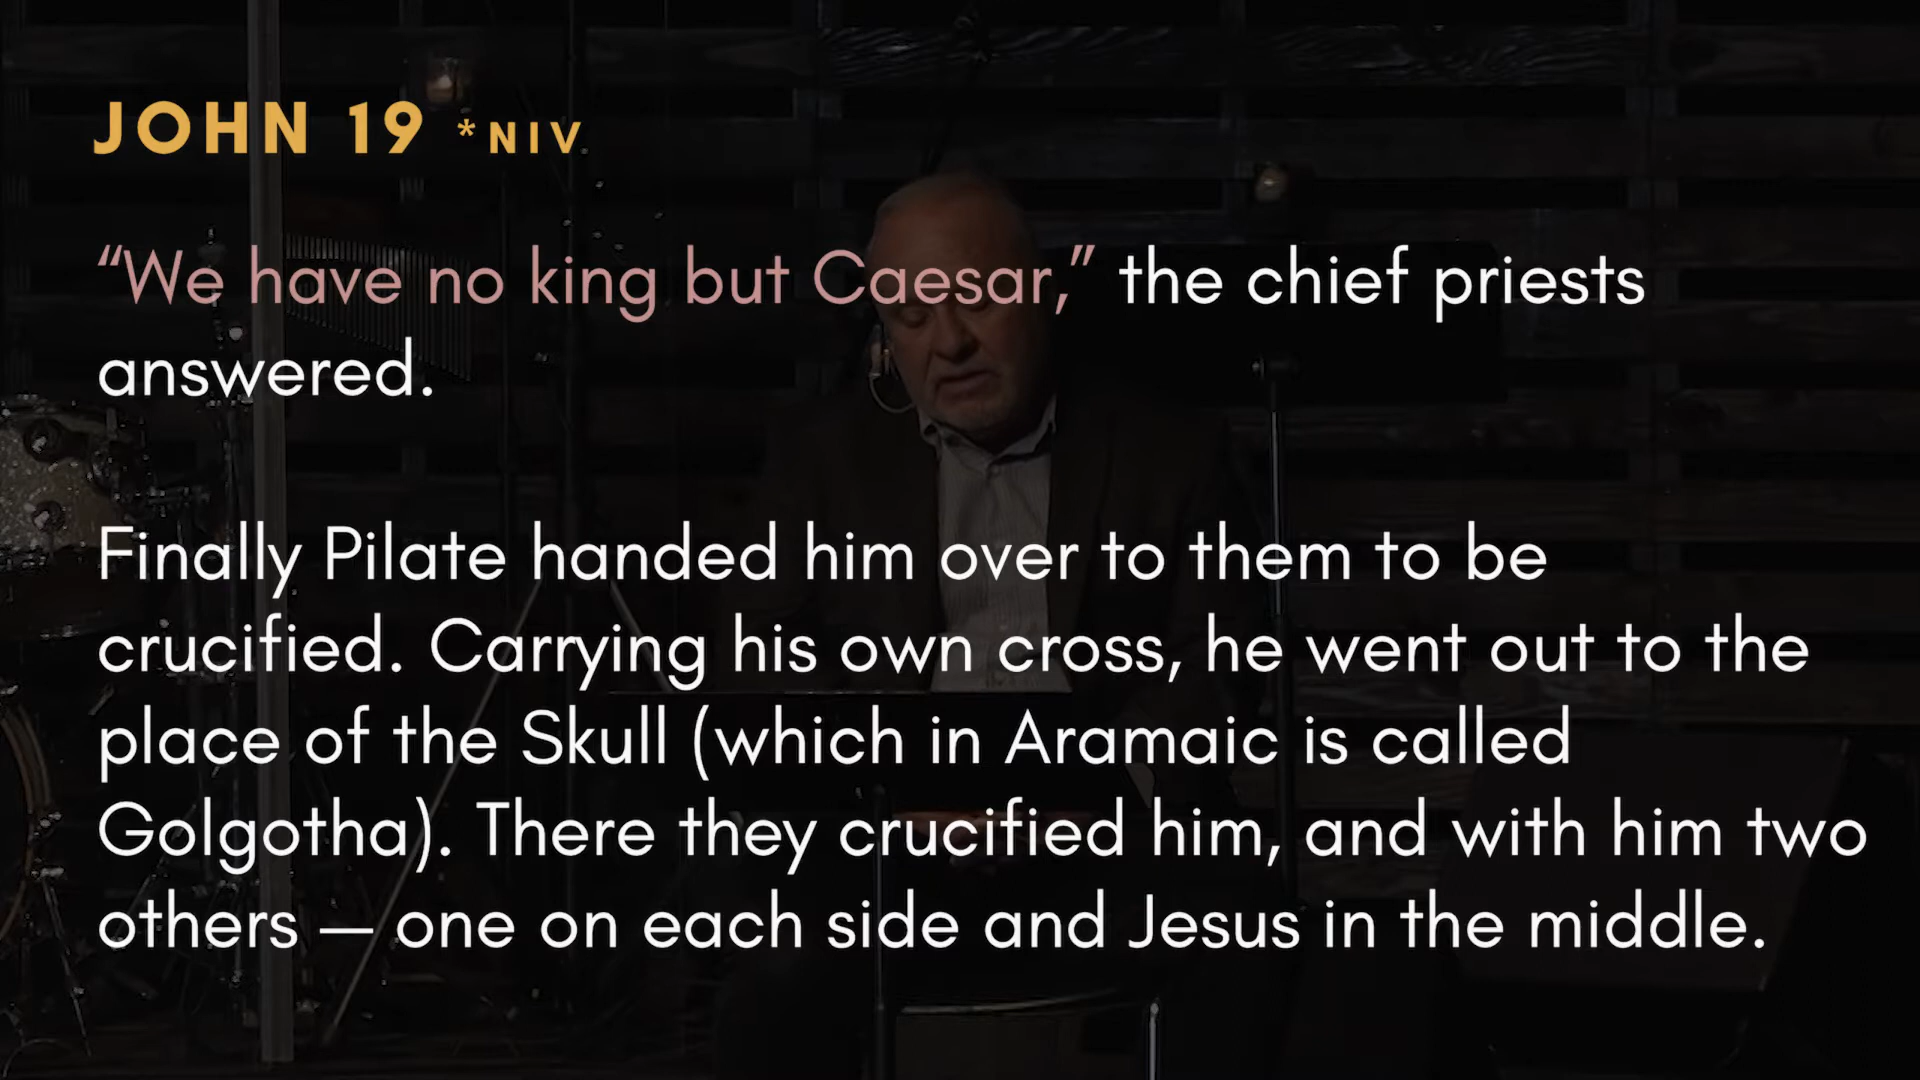 JOHN 19 *NIV
“We have no king but Caesar,” the chief priests
answered.
Finally Pilate handed him over to them to be
crucified. Carrying his own cross, he went out to the
place of the Skull (which in Aramaic is called
Golgotha). There they crucified him, and with him two
others — one on each side and Jesus in the middle.